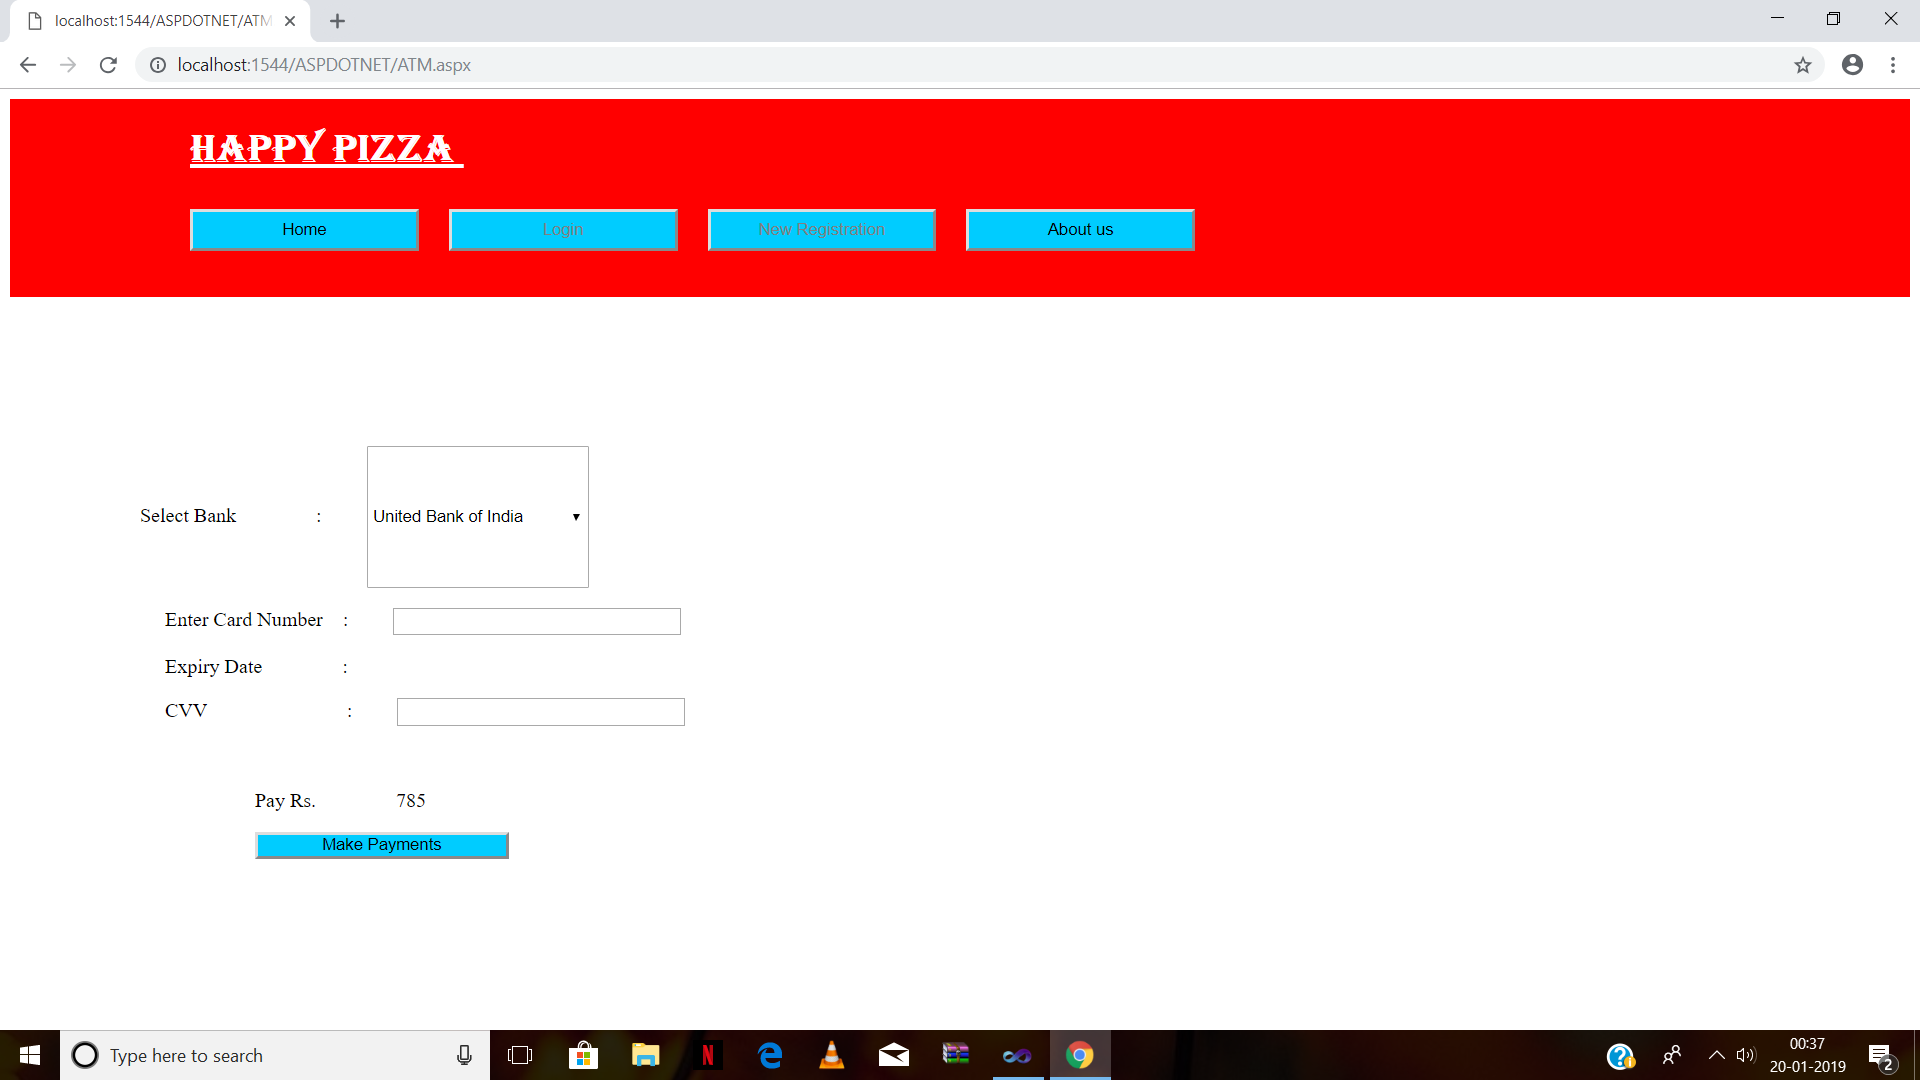 localhost:1544/ASPDOTNET/ATM
localhost:1544/ASPDOTNET/ATM.aspx
HAPPY PIZZA
Home Login New Registration About us
Select Bank : United Bank of India
Enter Card Number :
Expiry Date :
CVV :
Pay Rs. 785
Make Payments
Type here to search
00:37
20-01-2019
2